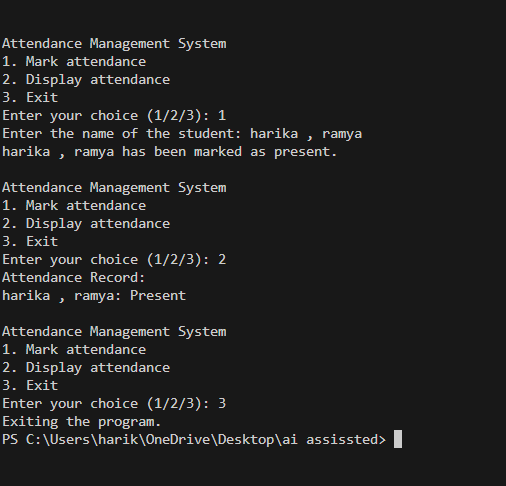 Attendance Management System
1. Mark attendance
2. Display attendance
3. Exit
Enter your choice (1/2/3): 1
Enter the name of the student: harika , ramya
harika , ramya has been marked as present.
Attendance Management System
1. Mark attendance
2. Display attendance
3. Exit
Enter your choice (1/2/3): 2
Attendance Record:
harika , ramya: Present
Attendance Management System
1. Mark attendance
2. Display attendance
3. Exit
Enter your choice (1/2/3): 3
Exiting the program.
PS C:\Users\harik\OneDrive\Desktop\ai assissted>